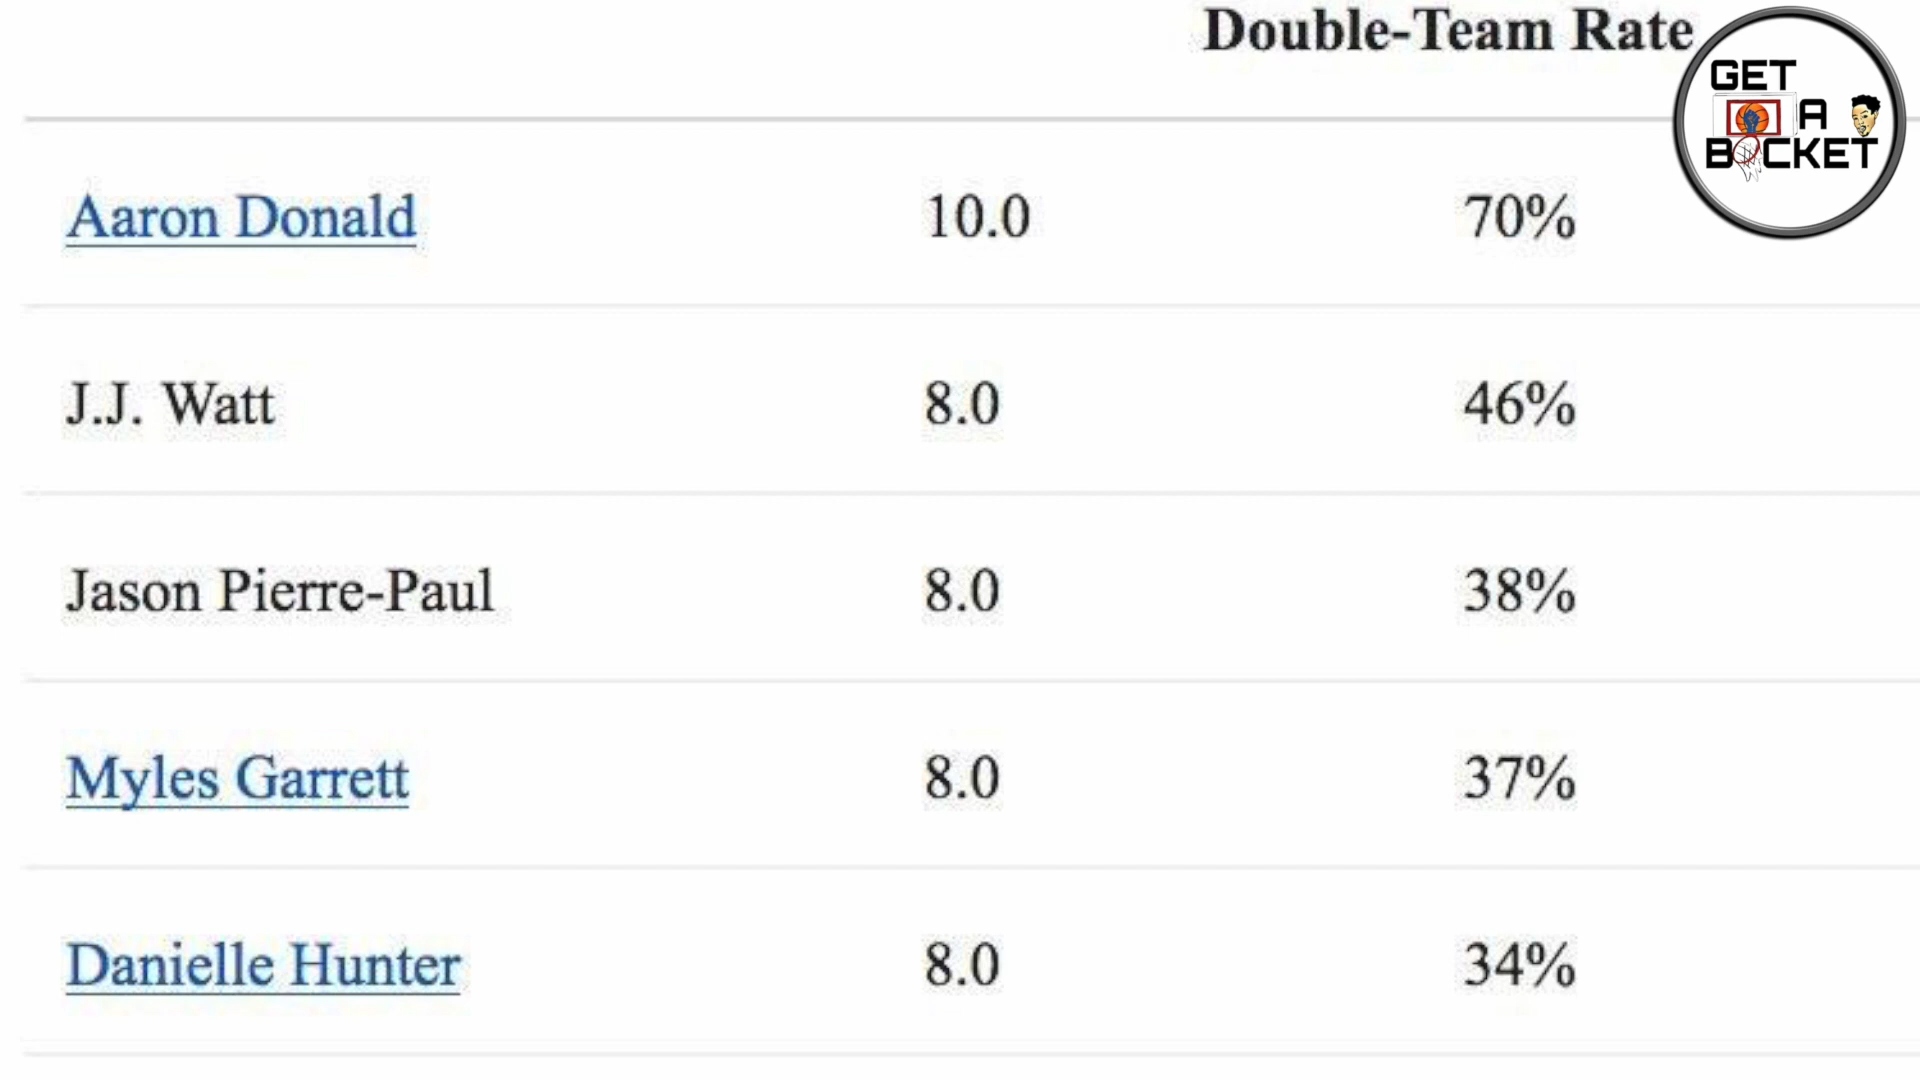 Double-Team Rate
GET
A
BUCKET
Aaron Donald 10.0 70%
J.J. Watt 8.0 46%
Jason Pierre-Paul 8.0 38%
Myles Garrett 8.0 37%
Danielle Hunter 8.0 34%